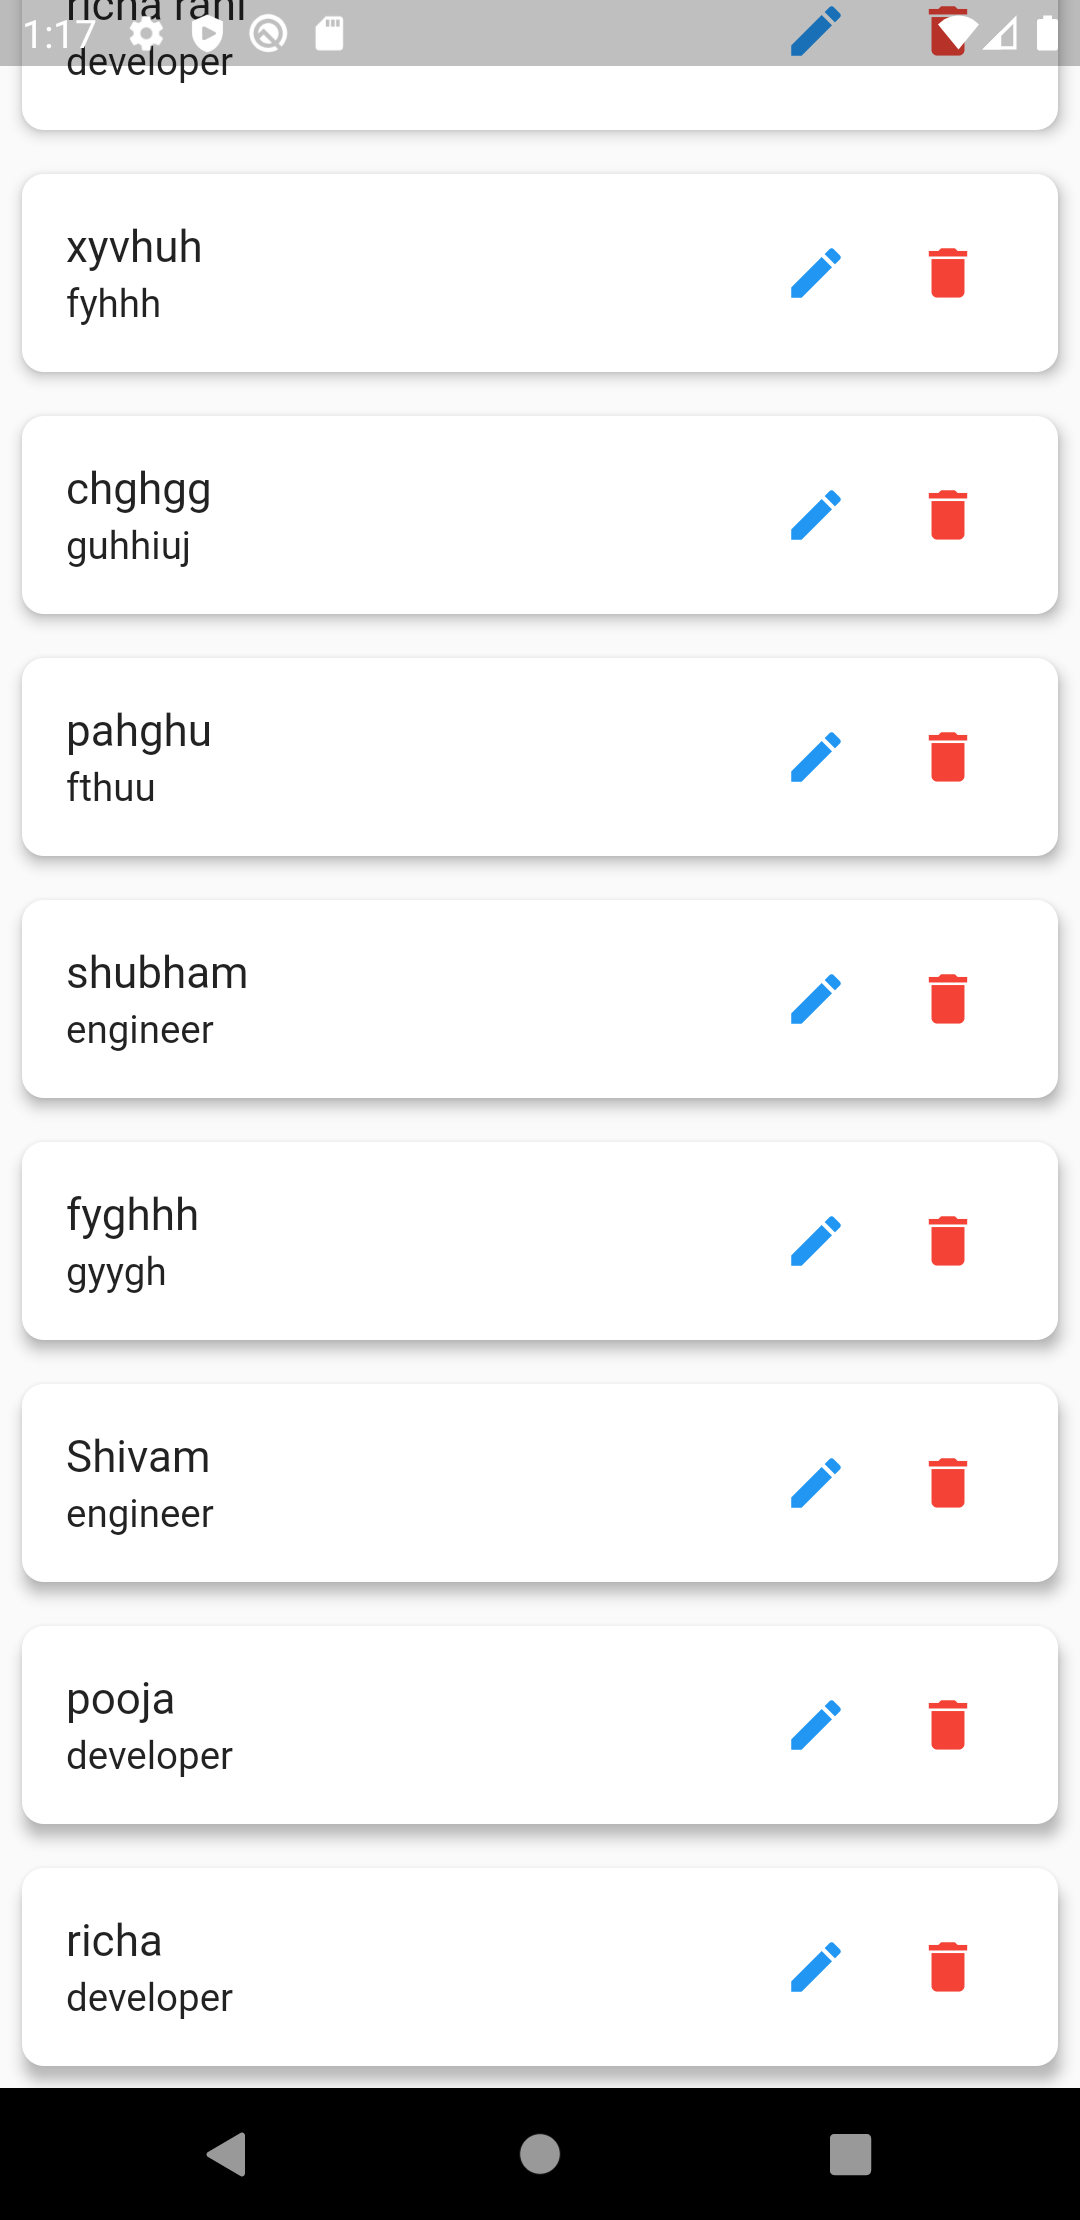 richa rani
1:17
developer
xyvhuh
fyhhh
chghgg
guhhiuj
pahghu
fthuu
shubham
engineer
fyghhh
gyygh
Shivam
engineer
pooja
developer
richa
developer